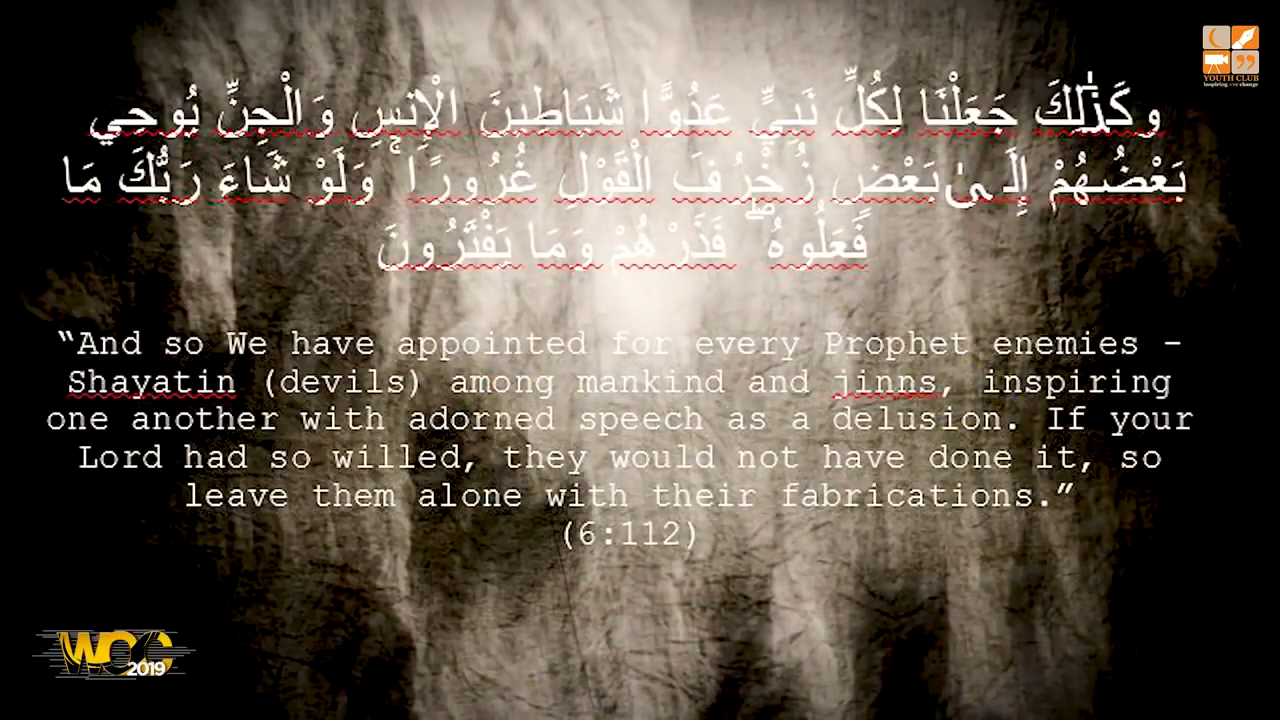 وَكَذَٰلِكَ جَعَلْنَا لِكُلِّ نَبِيٍّ عَدُوًّا شَيَاطِينَ الْإِنسِ وَالْجِنِّ يُوحِي
بَعْضُهُمْ إِلَىٰ بَعْضٍ زُخْرُفَ الْقَوْلِ غُرُورًا ۚ وَلَوْ شَاءَ رَبُّكَ مَا
فَعَلُوهُ ۖ فَذَرْهُمْ وَمَا يَفْتَرُونَ
“And so We have appointed for every Prophet enemies –
Shayatin (devils) among mankind and jinns, inspiring
one another with adorned speech as a delusion. If your
Lord had so willed, they would not have done it, so
leave them alone with their fabrications.”
(6:112)
YOUTH CLUB
Inspiring +ve change
WOC
2019